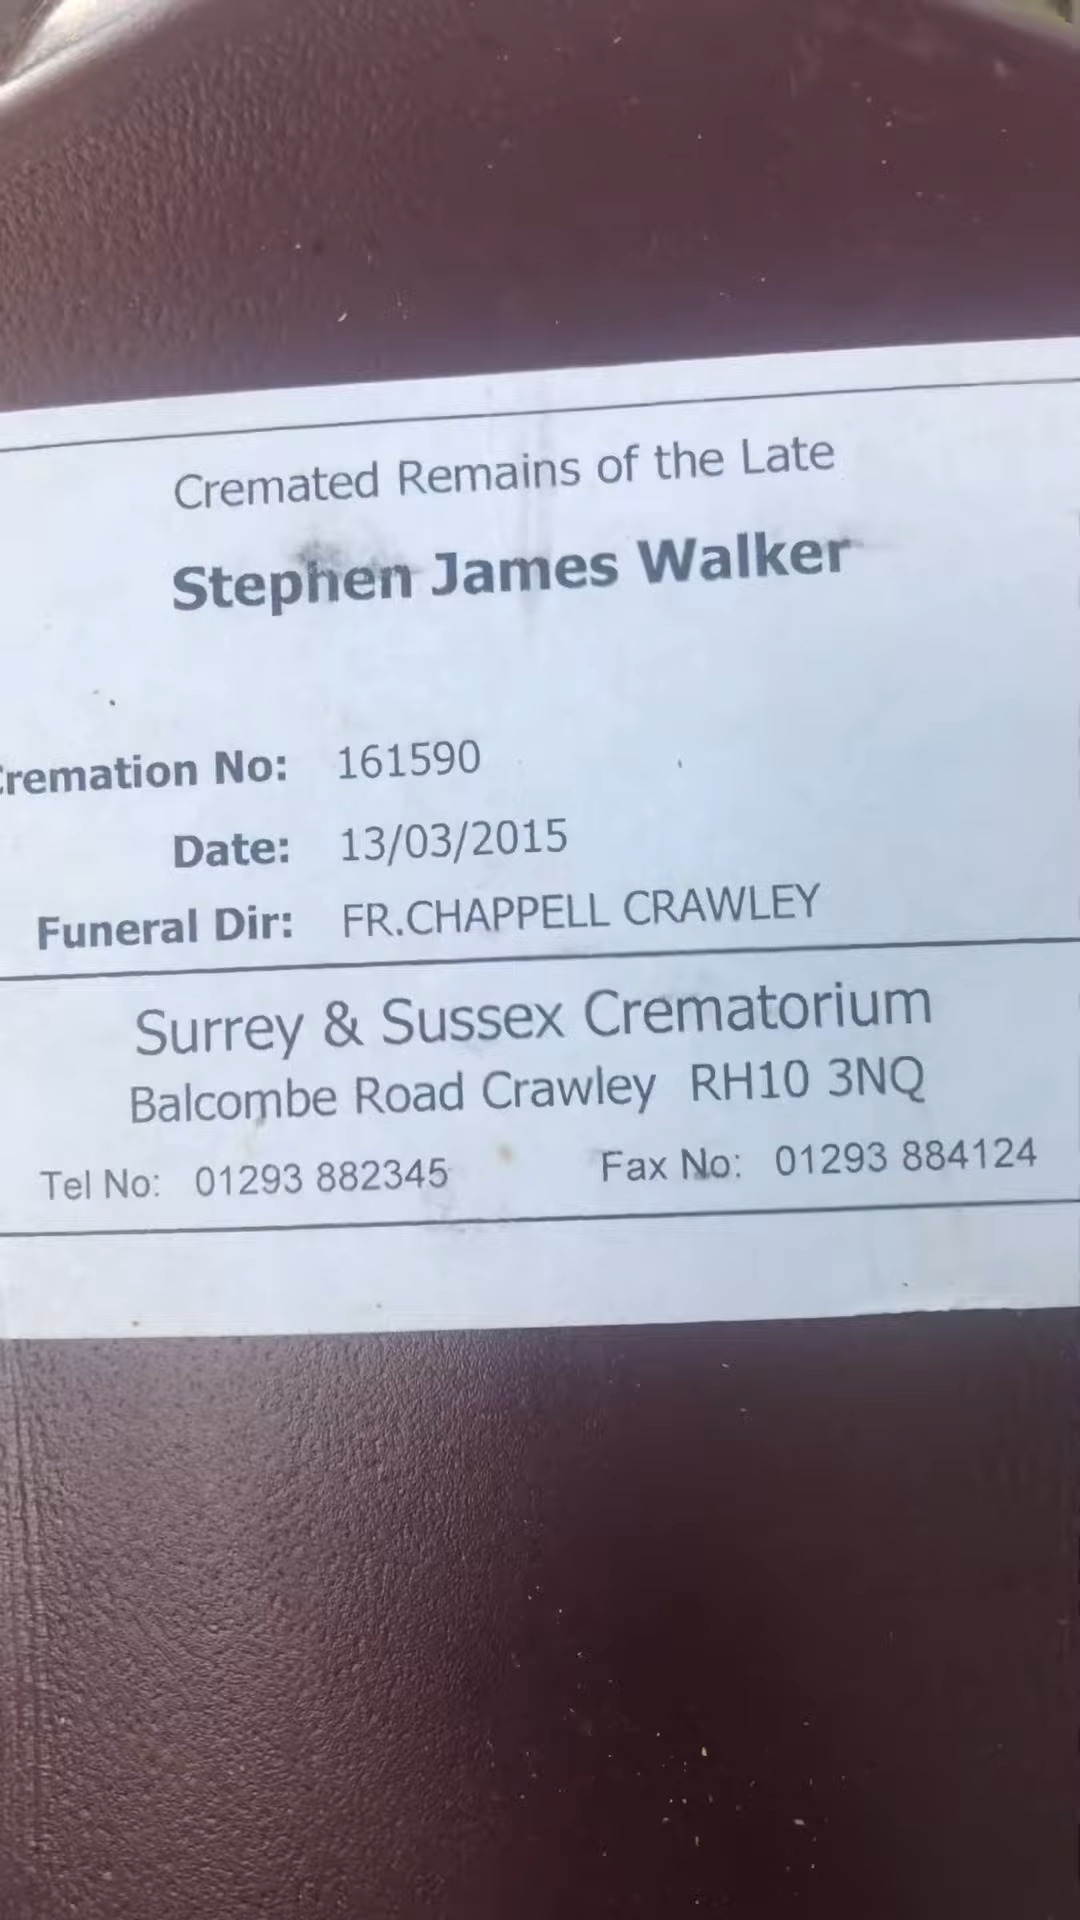 Cremated Remains of the Late
Stephen James Walker
Cremation No: 161590
Date: 13/03/2015
Funeral Dir: FR.CHAPPELL CRAWLEY
Surrey & Sussex Crematorium
Balcombe Road Crawley RH10 3NQ
Tel No: 01293 882345 Fax No: 01293 884124